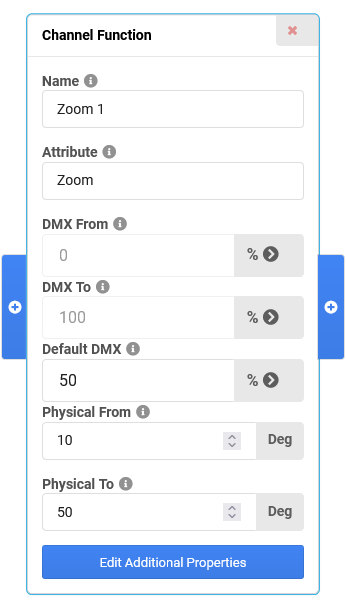 Channel Function
Name
Zoom 1
Attribute
Zoom
DMX From
0 %
DMX To
100 %
Default DMX
50 %
Physical From
10 Deg
Physical To
50 Deg
Edit Additional Properties